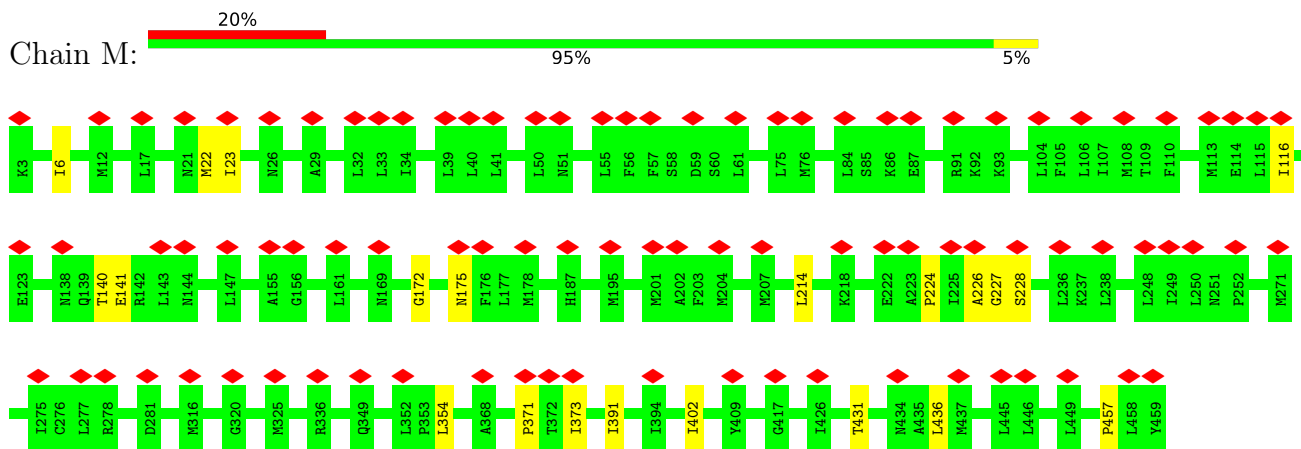 20%
Chain M:
95% 5%
K3 I6 M12 L17 N21 M22 I23 N26 A29 L32 L33 I34 L39 L40 L41 L50 N51 L55 F56 F57 S58 D59 S60 L61 L75 M76 L84 S85 K86 E87 R91 K92 K93 L104 F105 L106 I107 M108 T109 F110 M113 E114 L115 I116
E123 N138 Q139 T140 E141 R142 L143 N144 L147 A155 G156 L161 N169 G172 N175 F176 L177 M178 H187 M195 M201 A202 F203 M204 M207 L214 K218 E222 A223 P224 I225 A226 G227 S228 L236 K237 L238 L248 I249 L250 N251 P252 M271
I275 C276 L277 R278 D281 M316 G320 M325 R336 Q349 L352 P353 L354 A368 P371 T372 I373 I391 I394 I402 Y409 G417 I426 T431 N434 A435 L436 M437 L445 L446 L449 P457 L458 Y459